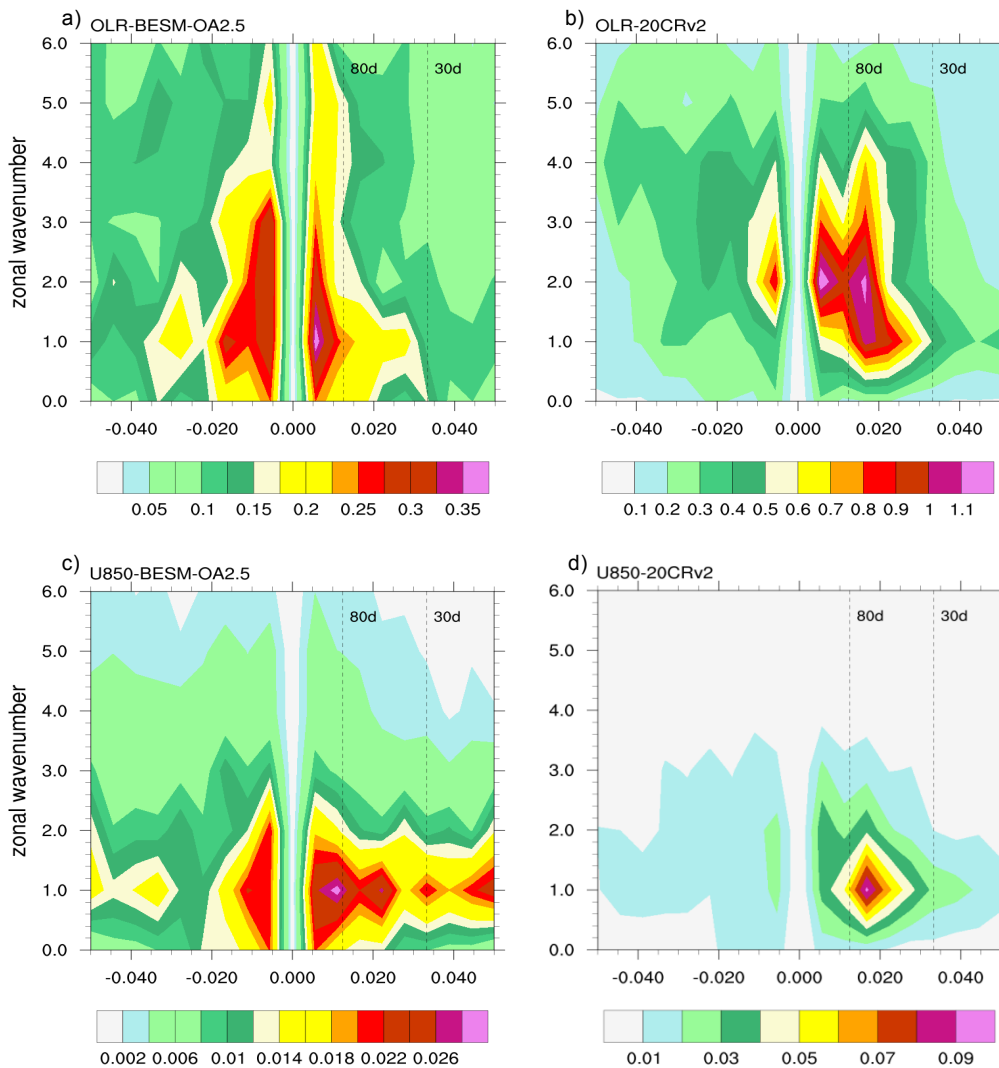 a) OLR-BESM-OA2.5
b) OLR-20CRv2
6.0 80d 30d
5.0
4.0
3.0
2.0
1.0
0.0
zonal wavenumber
-0.040 -0.020 0.000 0.020 0.040
0.05 0.1 0.15 0.2 0.25 0.3 0.35
6.0 80d 30d
5.0
4.0
3.0
2.0
1.0
0.0
-0.040 -0.020 0.000 0.020 0.040
0.1 0.2 0.3 0.4 0.5 0.6 0.7 0.8 0.9 1 1.1
c) U850-BESM-OA2.5
d) U850-20CRv2
6.0 80d 30d
5.0
4.0
3.0
2.0
1.0
0.0
zonal wavenumber
-0.040 -0.020 0.000 0.020 0.040
0.002 0.006 0.01 0.014 0.018 0.022 0.026
6.0 80d 30d
5.0
4.0
3.0
2.0
1.0
0.0
-0.040 -0.020 0.000 0.020 0.040
0.01 0.03 0.05 0.07 0.09